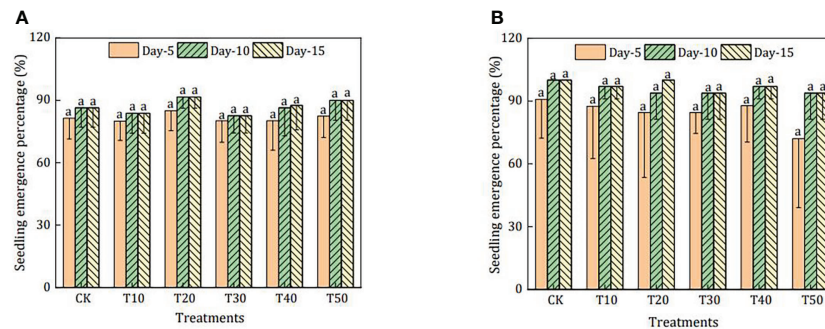 A
120
90
60
30
0
Seedling emergence percentage (%)
Day-5 Day-10 Day-15
a a a a a a a a a a a a a a a a a a
CK T10 T20 T30 T40 T50
Treatments
B
120
90
60
30
0
Seedling emergence percentage (%)
Day-5 Day-10 Day-15
a a a a a a a a a a a a a a a a a a
CK T10 T20 T30 T40 T50
Treatments